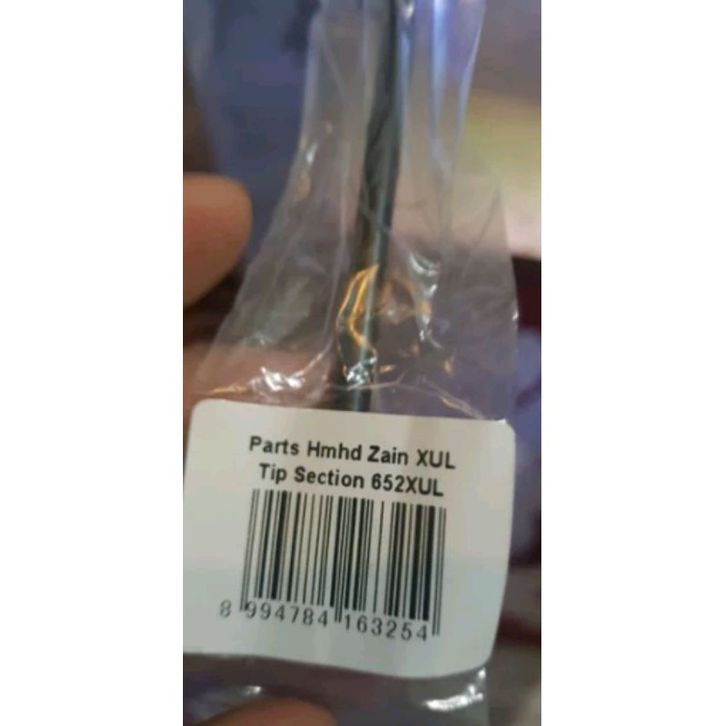 Parts Hmhd Zain XUL
Tip Section 652XUL
8 994784 163254